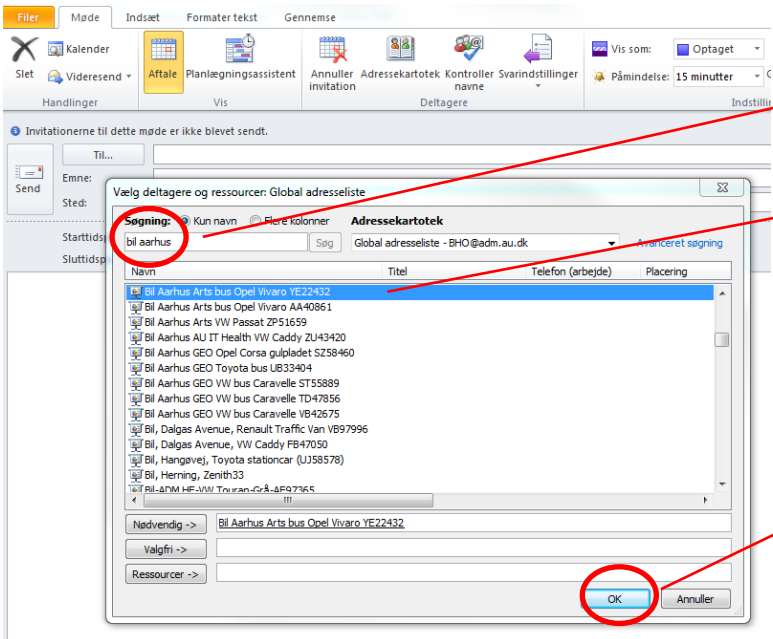 Filer Møde Indsæt Formater tekst Gennemse
Slet
Kalender
Videresend
Handlinger
Aftale
Planlægningsassistent
Vis
Annuller invitation
Adressekartotek
Kontroller navne
Svarindstillinger
Deltagere
Vis som: Optaget
Påmindelse: 15 minutter
Invitationerne til dette møde er ikke blevet sendt.
Send
Til...
Emne:
Sted:
Vælg deltagere og ressourcer: Global adresseliste
Søgning: Kun navn Flere kolonner Adressekartotek
bil aarhus Søg Global adresseliste - BHO@adm.au.dk Avanceret søgning
Navn Titel Telefon (arbejde) Placering
Bil Aarhus Arts bus Opel Vivaro YE22432
Bil Aarhus Arts bus Opel Vivaro AA40861
Bil Aarhus Arts VW Passat ZP51659
Bil Aarhus AU IT Health VW Caddy ZU43420
Bil Aarhus GEO Opel Corsa gulpladet SZ58460
Bil Aarhus GEO Toyota bus UB33404
Bil Aarhus GEO VW bus Caravelle ST55889
Bil Aarhus GEO VW bus Caravelle TD47856
Bil Aarhus GEO VW bus Caravelle VB42675
Bil, Dalgas Avenue, Renault Traffic Van VB97996
Bil, Dalgas Avenue, VW Caddy FB47050
Bil, Hangøvej, Toyota stationcar (UJ58578)
Bil, Herning, Zenith33
Bil-ADM HE-VW Touran-Grå-AF97365
Nødvendig -> Bil Aarhus Arts bus Opel Vivaro YE22432
Valgfri ->
Ressourcer ->
OK Annuller